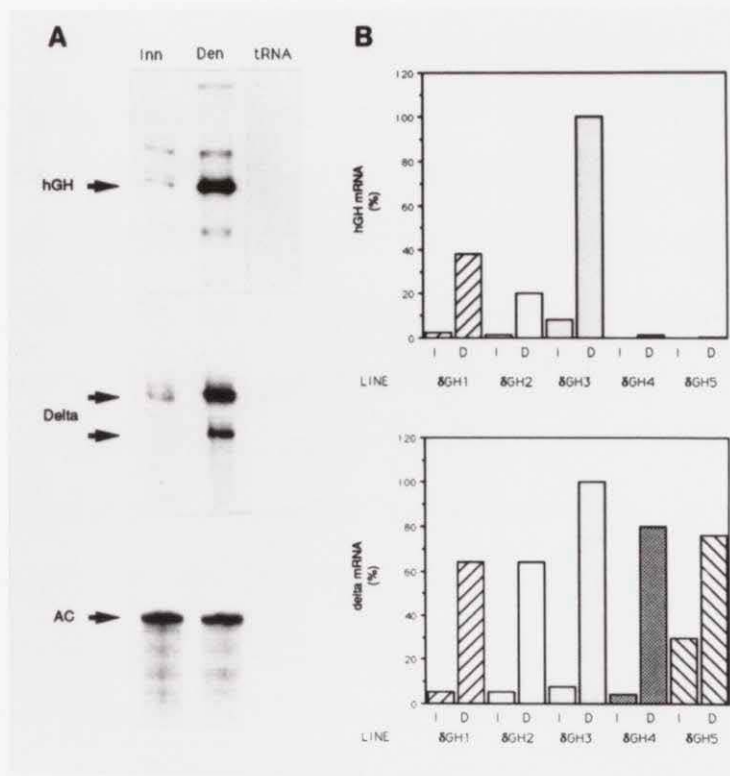 A
Inn Den tRNA
hGH
Delta
AC
B
120
100
80
60
40
20
0
hGH mRNA
(%)
I D I D I D I D I D
LINE δGH1 δGH2 δGH3 δGH4 δGH5
120
100
80
60
40
20
0
delta mRNA
(%)
I D I D I D I D I D
LINE δGH1 δGH2 δGH3 δGH4 δGH5